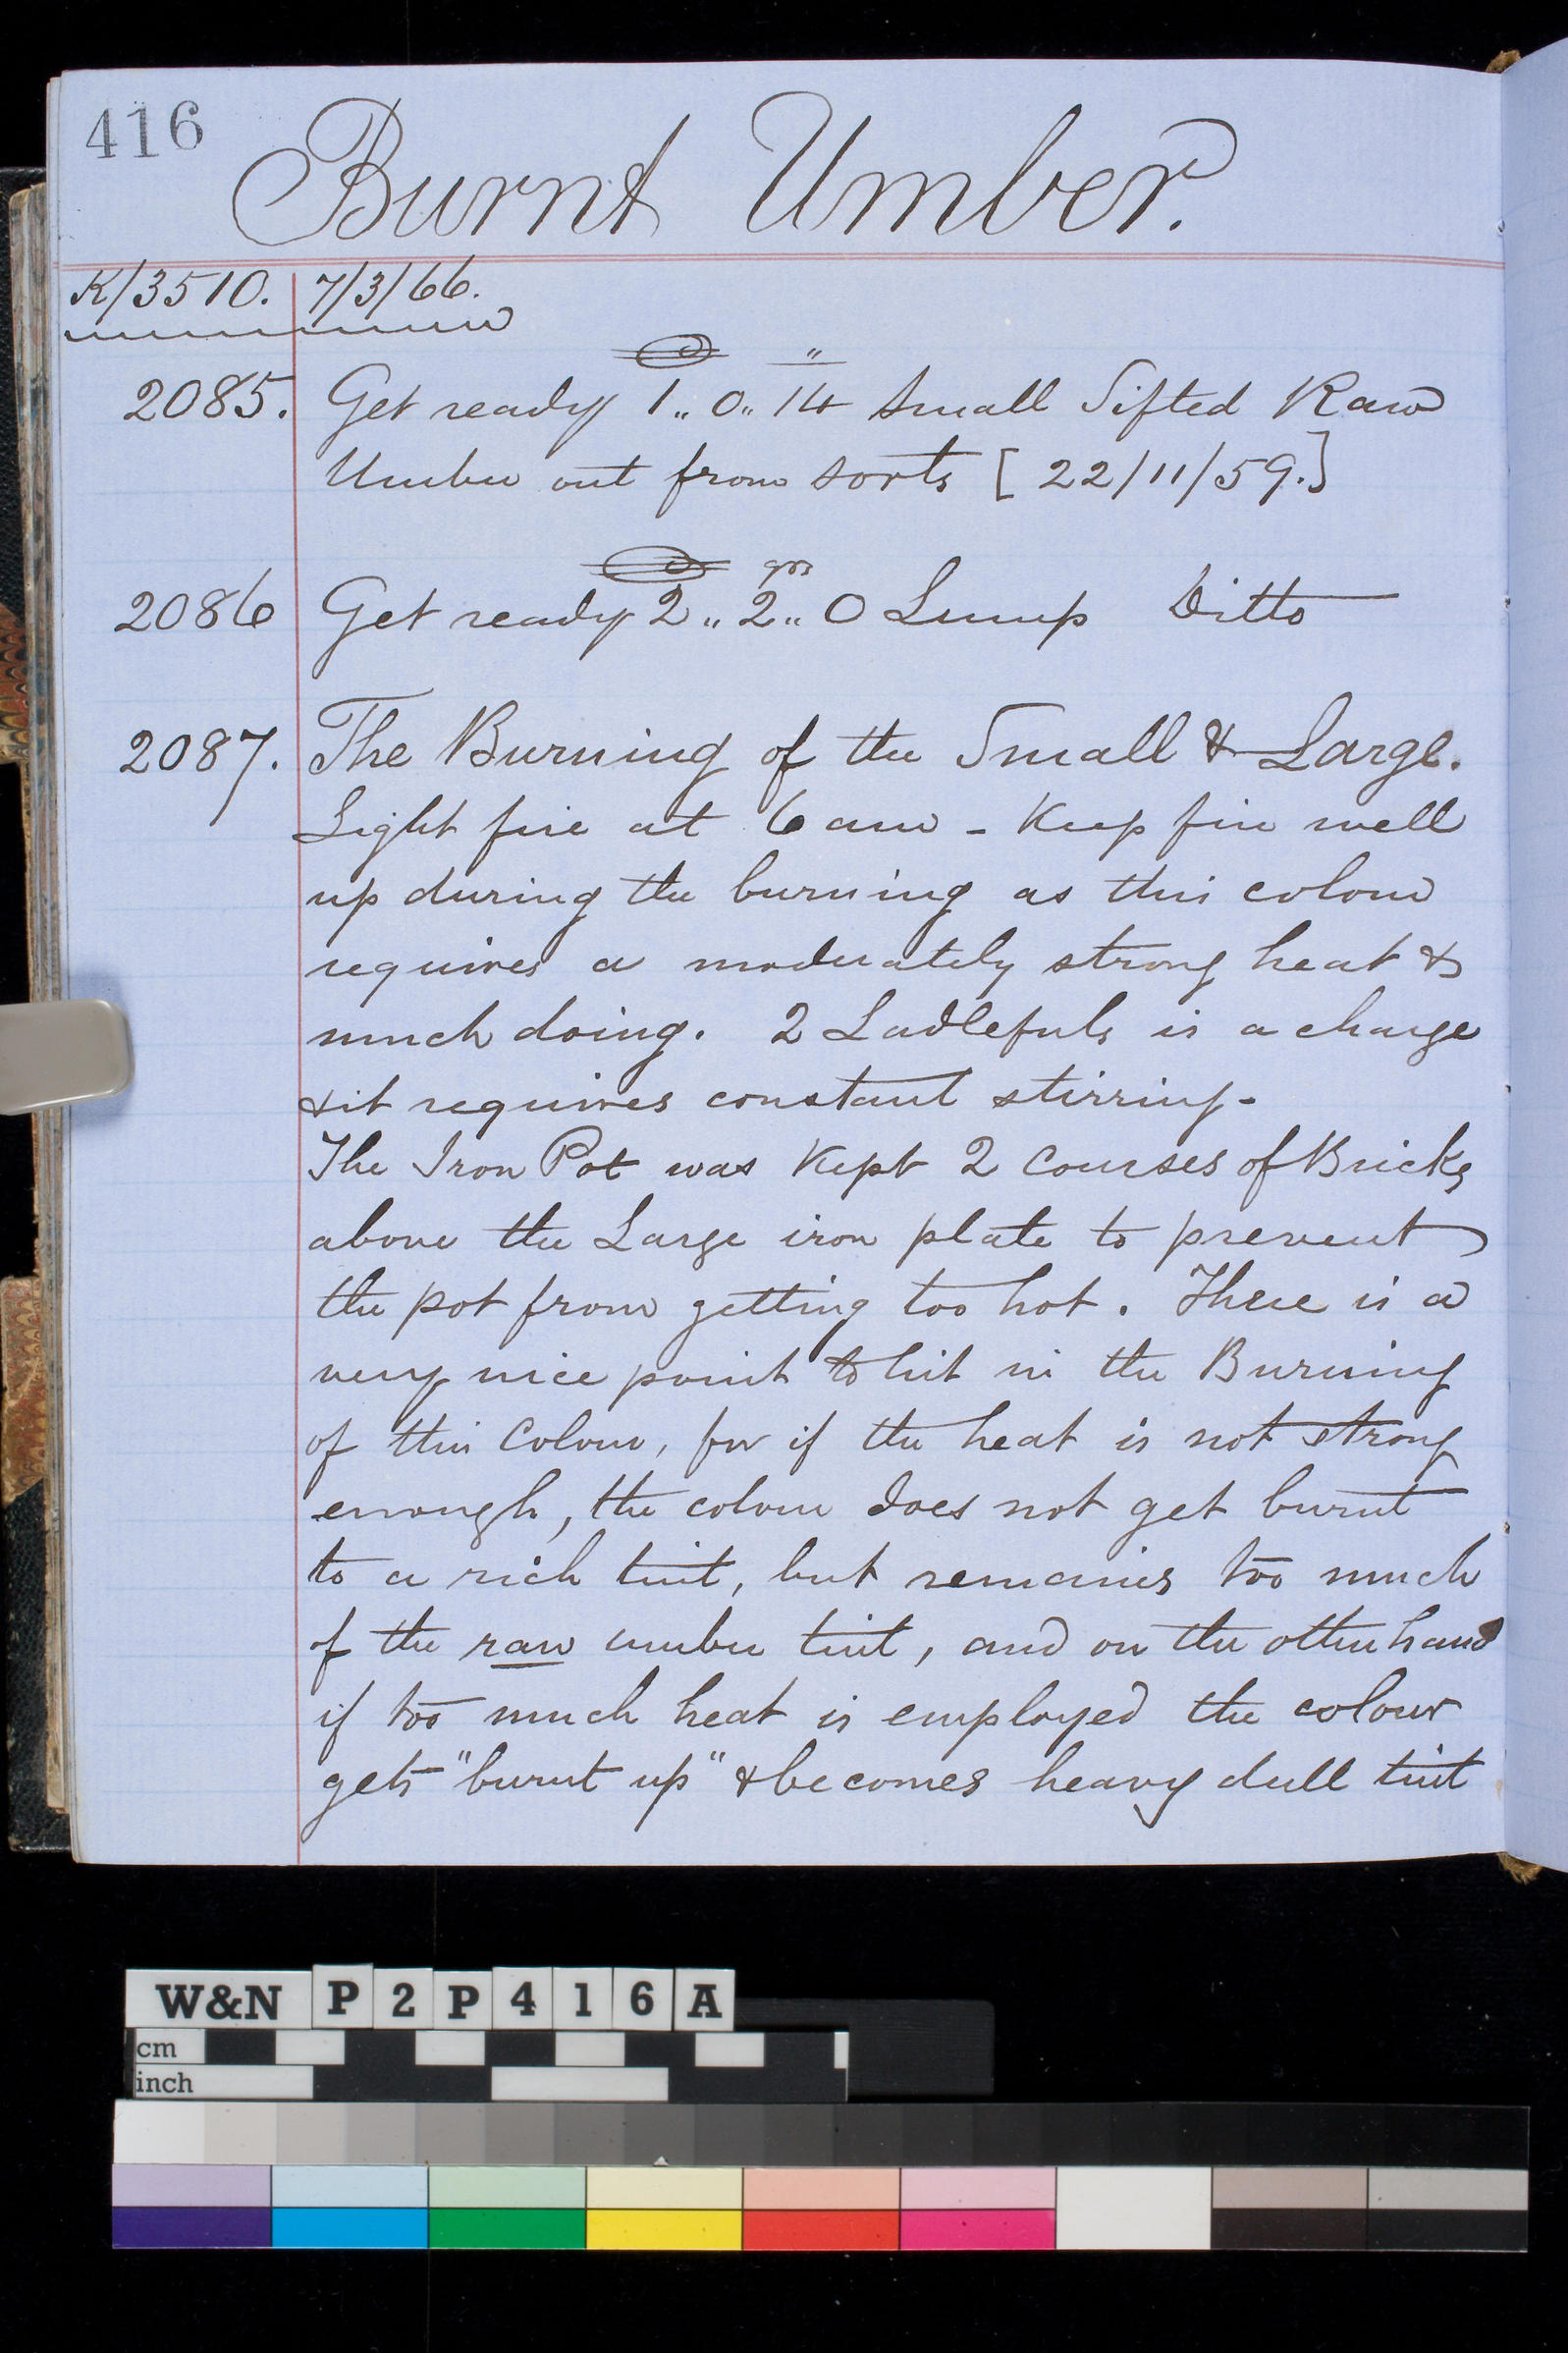 416
Burnt Umber.
K/3510. 7/3/66.
2085. Get ready 1 ,, 0 ,, 14 Small Sifted Raw
Umber out from sorts [ 22/11/59.]
qrs
2086 Get ready 2 ,, 2 ,, 0 Lump Ditto
2087. The Burning of the Small & Large.
Light fire at 6 am - Keep fire well
up during the burning as this colour
requires a moderately strong heat &
much doing. 2 Ladlefuls is a charge
& it requires constant stirring -
The Iron Pot was kept 2 Courses of Bricks
above the Large iron plate to prevent
the pot from getting too hot. There is a
very nice point to hit in the Burning
of this Colour, for if the heat is not strong
enough, the colour does not get burnt
to a rich tint, but remains too much
of the raw umber tint, and on the other hand
if too much heat is employed the colour
gets "burnt up" & becomes heavy dull tint
W&N P2P416A
cm
inch